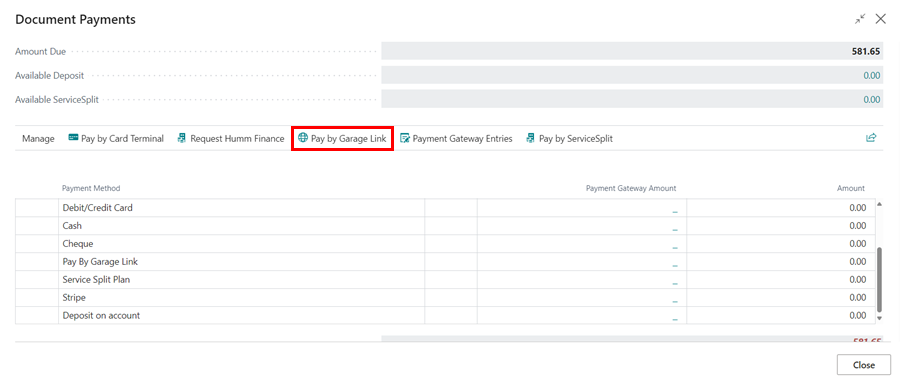 Document Payments
Amount Due 581.65
Available Deposit 0.00
Available ServiceSplit 0.00
Manage Pay by Card Terminal Request Humm Finance Pay by Garage Link Payment Gateway Entries Pay by ServiceSplit
Payment Method Payment Gateway Amount Amount
Debit/Credit Card _ 0.00
Cash _ 0.00
Cheque _ 0.00
Pay By Garage Link _ 0.00
Service Split Plan _ 0.00
Stripe _ 0.00
Deposit on account _ 0.00
581.65
Close